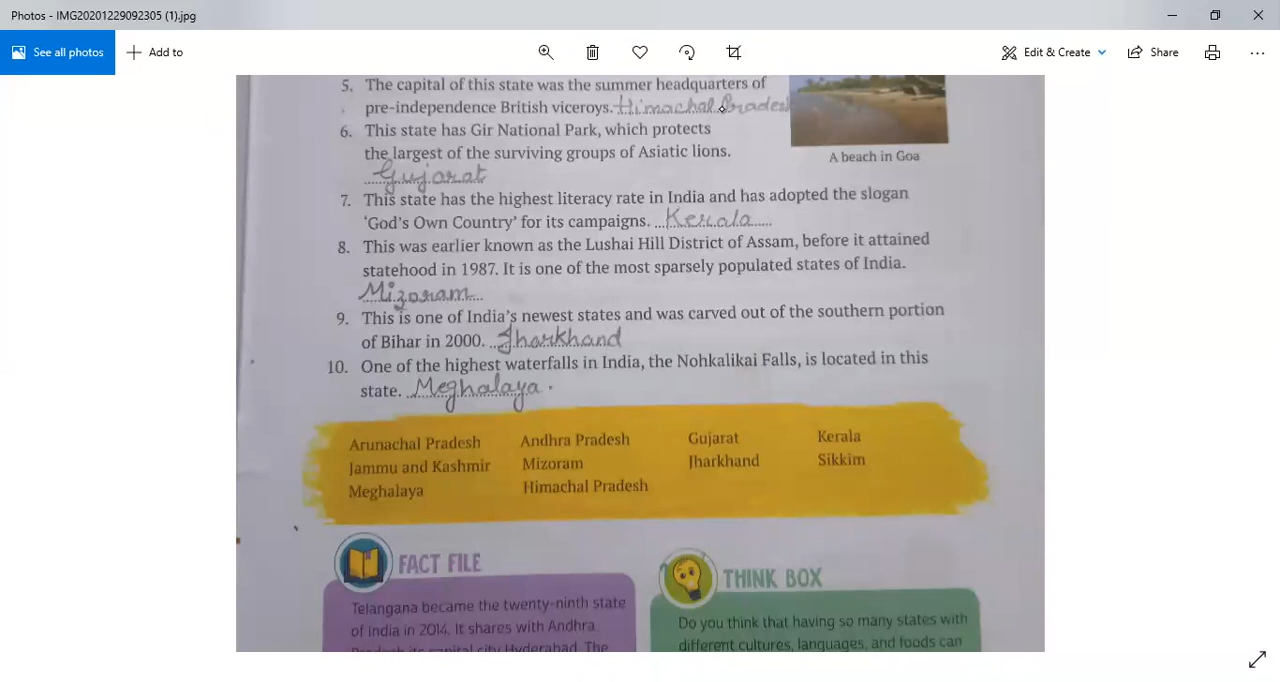 Photos - IMG20201229092305 (1).jpg
See all photos
Add to
Edit & Create
Share
5. The capital of this state was the summer headquarters of
pre-independence British viceroys. Himachal Pradesh
6. This state has Gir National Park, which protects
the largest of the surviving groups of Asiatic lions.
Gujarat
A beach in Goa
7. This state has the highest literacy rate in India and has adopted the slogan
‘God’s Own Country’ for its campaigns. Kerala
8. This was earlier known as the Lushai Hill District of Assam, before it attained
statehood in 1987. It is one of the most sparsely populated states of India.
Mizoram
9. This is one of India’s newest states and was carved out of the southern portion
of Bihar in 2000. Jharkhand
10. One of the highest waterfalls in India, the Nohkalikai Falls, is located in this
state. Meghalaya.
Arunachal Pradesh Andhra Pradesh Gujarat Kerala
Jammu and Kashmir Mizoram Jharkhand Sikkim
Meghalaya Himachal Pradesh
FACT FILE
Telangana became the twenty-ninth state
of India in 2014. It shares with Andhra
Pradesh its capital city Hyderabad. The
THINK BOX
Do you think that having so many states with
different cultures, languages, and foods can